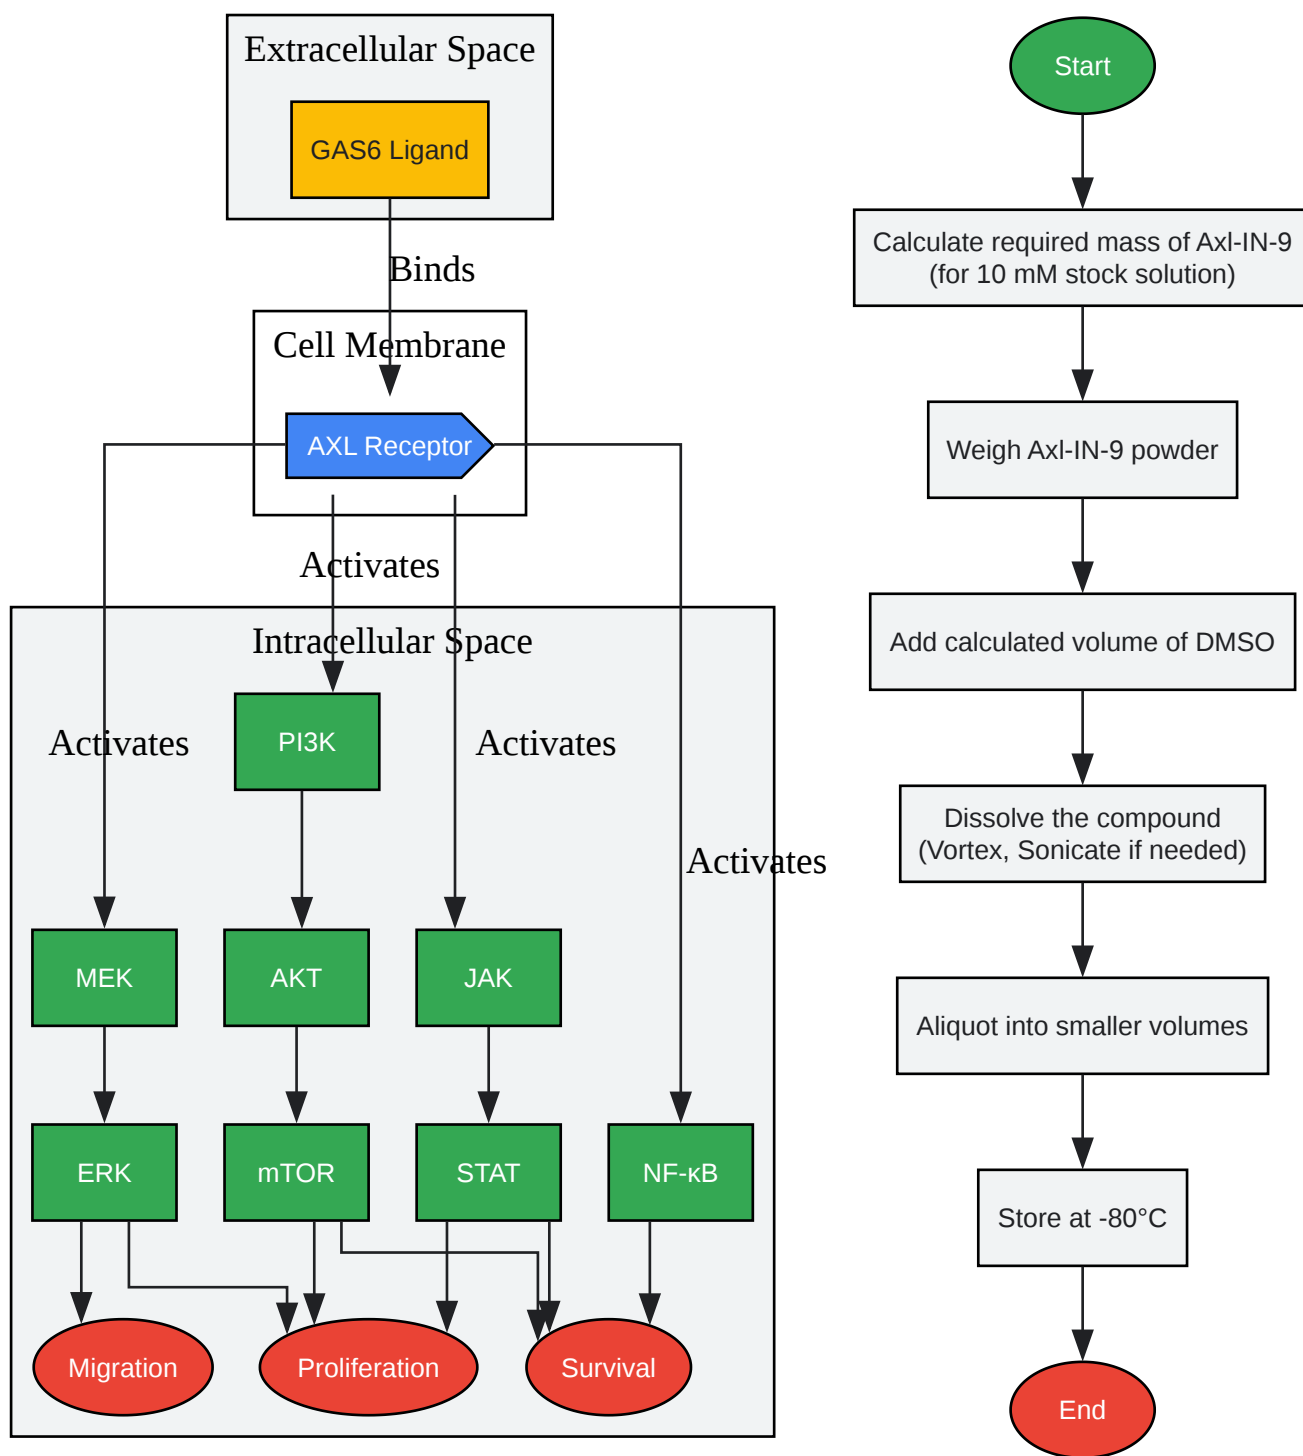 Extracellular Space
GAS6 Ligand
Binds
Cell Membrane
AXL Receptor
Activates
Intracellular Space
PI3K
Activates
Activates
Activates
MEK
AKT
JAK
ERK
mTOR
STAT
NF-κB
Migration
Proliferation
Survival
Start
Calculate required mass of Axl-IN-9
(for 10 mM stock solution)
Weigh Axl-IN-9 powder
Add calculated volume of DMSO
Dissolve the compound
(Vortex, Sonicate if needed)
Aliquot into smaller volumes
Store at -80°C
End